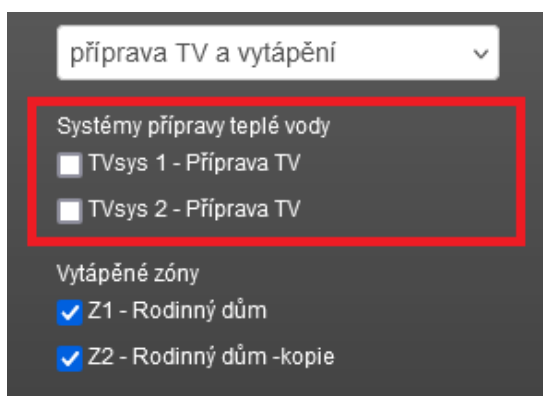 příprava TV a vytápění
Systémy přípravy teplé vody
TVsys 1 - Příprava TV
TVsys 2 - Příprava TV
Vytápěné zóny
Z1 - Rodinný dům
Z2 - Rodinný dům -kopie